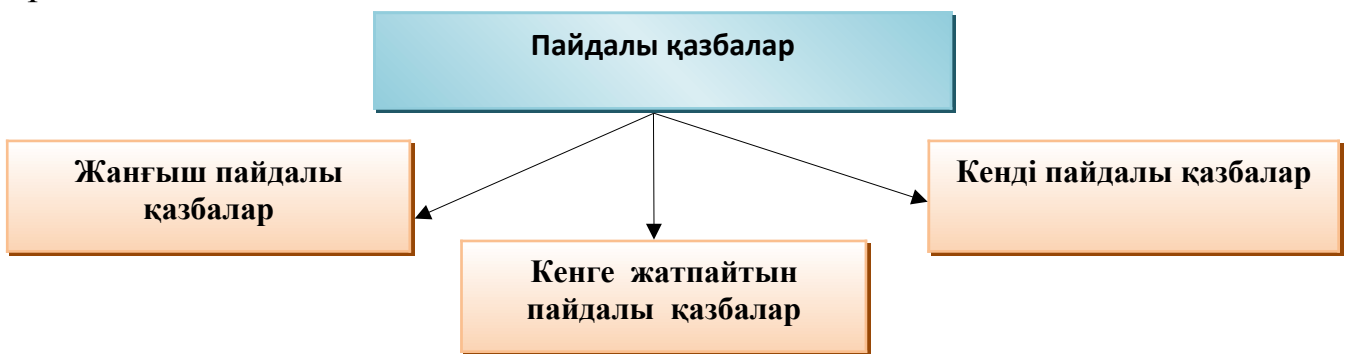 Пайдалы қазбалар
Жанғыш пайдалы
қазбалар
Кенді пайдалы қазбалар
Кенге жатпайтын
пайдалы қазбалар